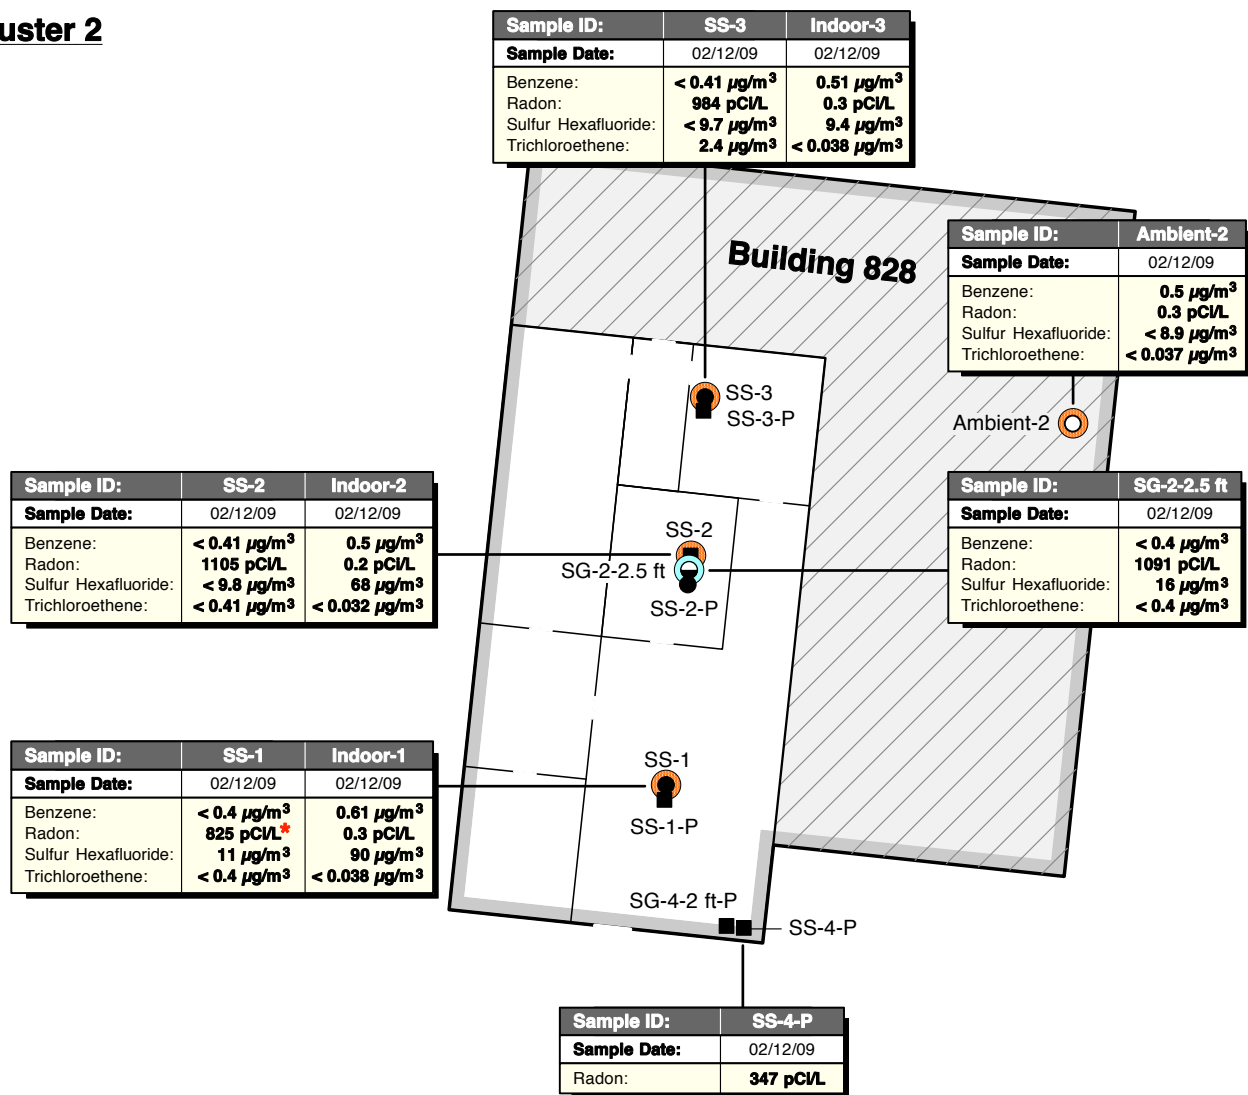 uster 2
Sample ID: SS-3 Indoor-3
Sample Date: 02/12/09 02/12/09
Benzene: < 0.41 µg/m³ 0.51 µg/m³
Radon: 984 pCi/L 0.3 pCi/L
Sulfur Hexafluoride: < 9.7 µg/m³ 9.4 µg/m³
Trichloroethene: 2.4 µg/m³ < 0.038 µg/m³
Building 828
Sample ID: Ambient-2
Sample Date: 02/12/09
Benzene: 0.5 µg/m³
Radon: 0.3 pCi/L
Sulfur Hexafluoride: < 8.9 µg/m³
Trichloroethene: < 0.037 µg/m³
SS-3
SS-3-P
Ambient-2
Sample ID: SS-2 Indoor-2
Sample Date: 02/12/09 02/12/09
Benzene: < 0.41 µg/m³ 0.5 µg/m³
Radon: 1105 pCi/L 0.2 pCi/L
Sulfur Hexafluoride: < 9.8 µg/m³ 68 µg/m³
Trichloroethene: < 0.41 µg/m³ < 0.032 µg/m³
SS-2
SG-2-2.5 ft
SS-2-P
Sample ID: SG-2-2.5 ft
Sample Date: 02/12/09
Benzene: < 0.4 µg/m³
Radon: 1091 pCi/L
Sulfur Hexafluoride: 16 µg/m³
Trichloroethene: < 0.4 µg/m³
Sample ID: SS-1 Indoor-1
Sample Date: 02/12/09 02/12/09
Benzene: < 0.4 µg/m³ 0.61 µg/m³
Radon: 825 pCi/L* 0.3 pCi/L
Sulfur Hexafluoride: 11 µg/m³ 90 µg/m³
Trichloroethene: < 0.4 µg/m³ < 0.038 µg/m³
SS-1
SS-1-P
SG-4-2 ft-P
SS-4-P
Sample ID: SS-4-P
Sample Date: 02/12/09
Radon: 347 pCi/L